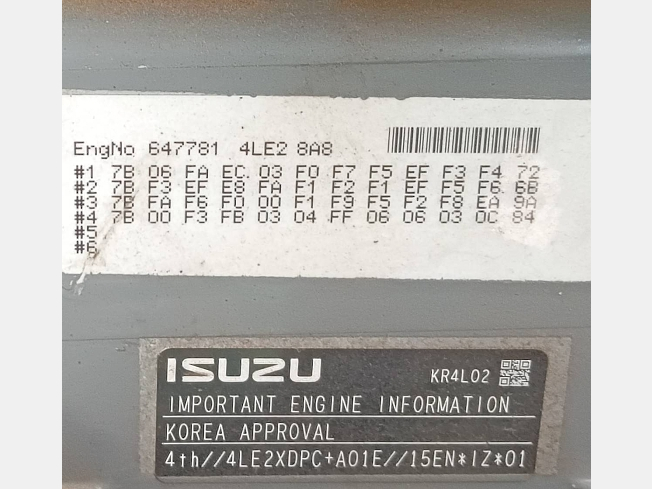 EngNo 647781 4LE2 8A8
#1 7B 06 FA EC 03 F0 F7 F5 EF F3 F4 72
#2 7B F3 EF E8 FA F1 F2 F1 EF F5 F6 6B
#3 7B FA F6 F0 00 F1 F9 F5 F2 F8 EA 9A
#4 7B 00 F3 FB 03 04 FF 06 06 03 0C 84
#5
#6
ISUZU KR4L02
IMPORTANT ENGINE INFORMATION
KOREA APPROVAL
4th//4LE2XDPC+A01E//15EN*IZ*01